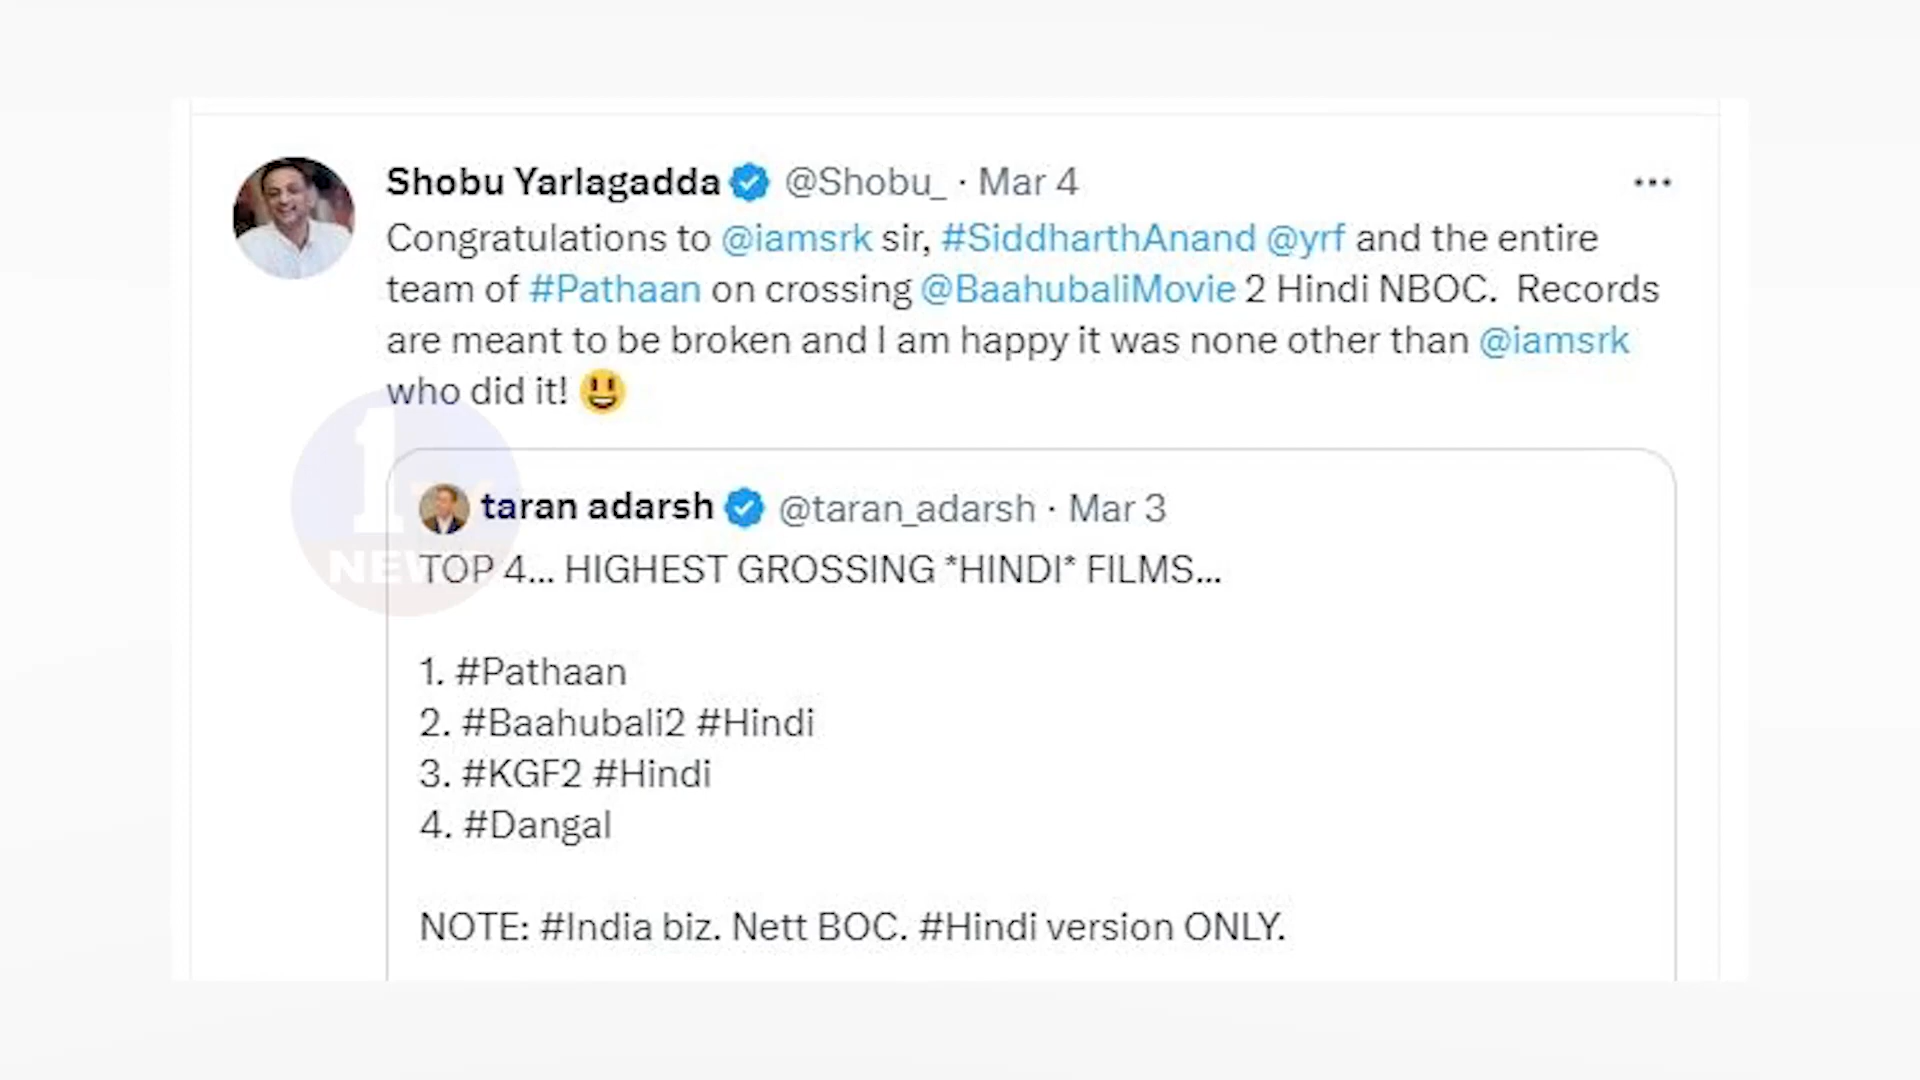 Shobu Yarlagadda @Shobu_ · Mar 4
Congratulations to @iamsrk sir, #SiddharthAnand @yrf and the entire
team of #Pathaan on crossing @BaahubaliMovie 2 Hindi NBOC. Records
are meant to be broken and I am happy it was none other than @iamsrk
who did it! 😃
taran adarsh @taran_adarsh · Mar 3
TOP 4... HIGHEST GROSSING *HINDI* FILMS...
1. #Pathaan
2. #Baahubali2 #Hindi
3. #KGF2 #Hindi
4. #Dangal
NOTE: #India biz. Nett BOC. #Hindi version ONLY.
1
NEWS